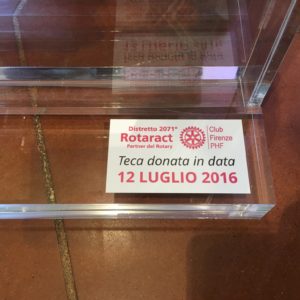 Distretto 2071°
Rotaract
Partner del Rotary
Club
Firenze
PHF
Teca donata in data
12 LUGLIO 2016